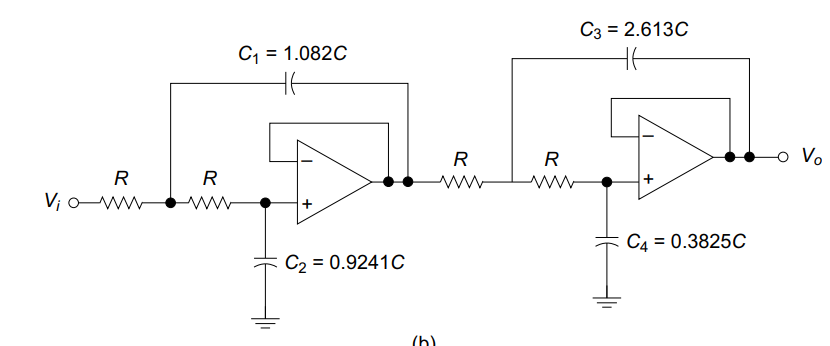 C3 = 2.613C
C1 = 1.082C
R
R
R
R
Vi
Vo
−
+
−
+
C2 = 0.9241C
C4 = 0.3825C
(b)